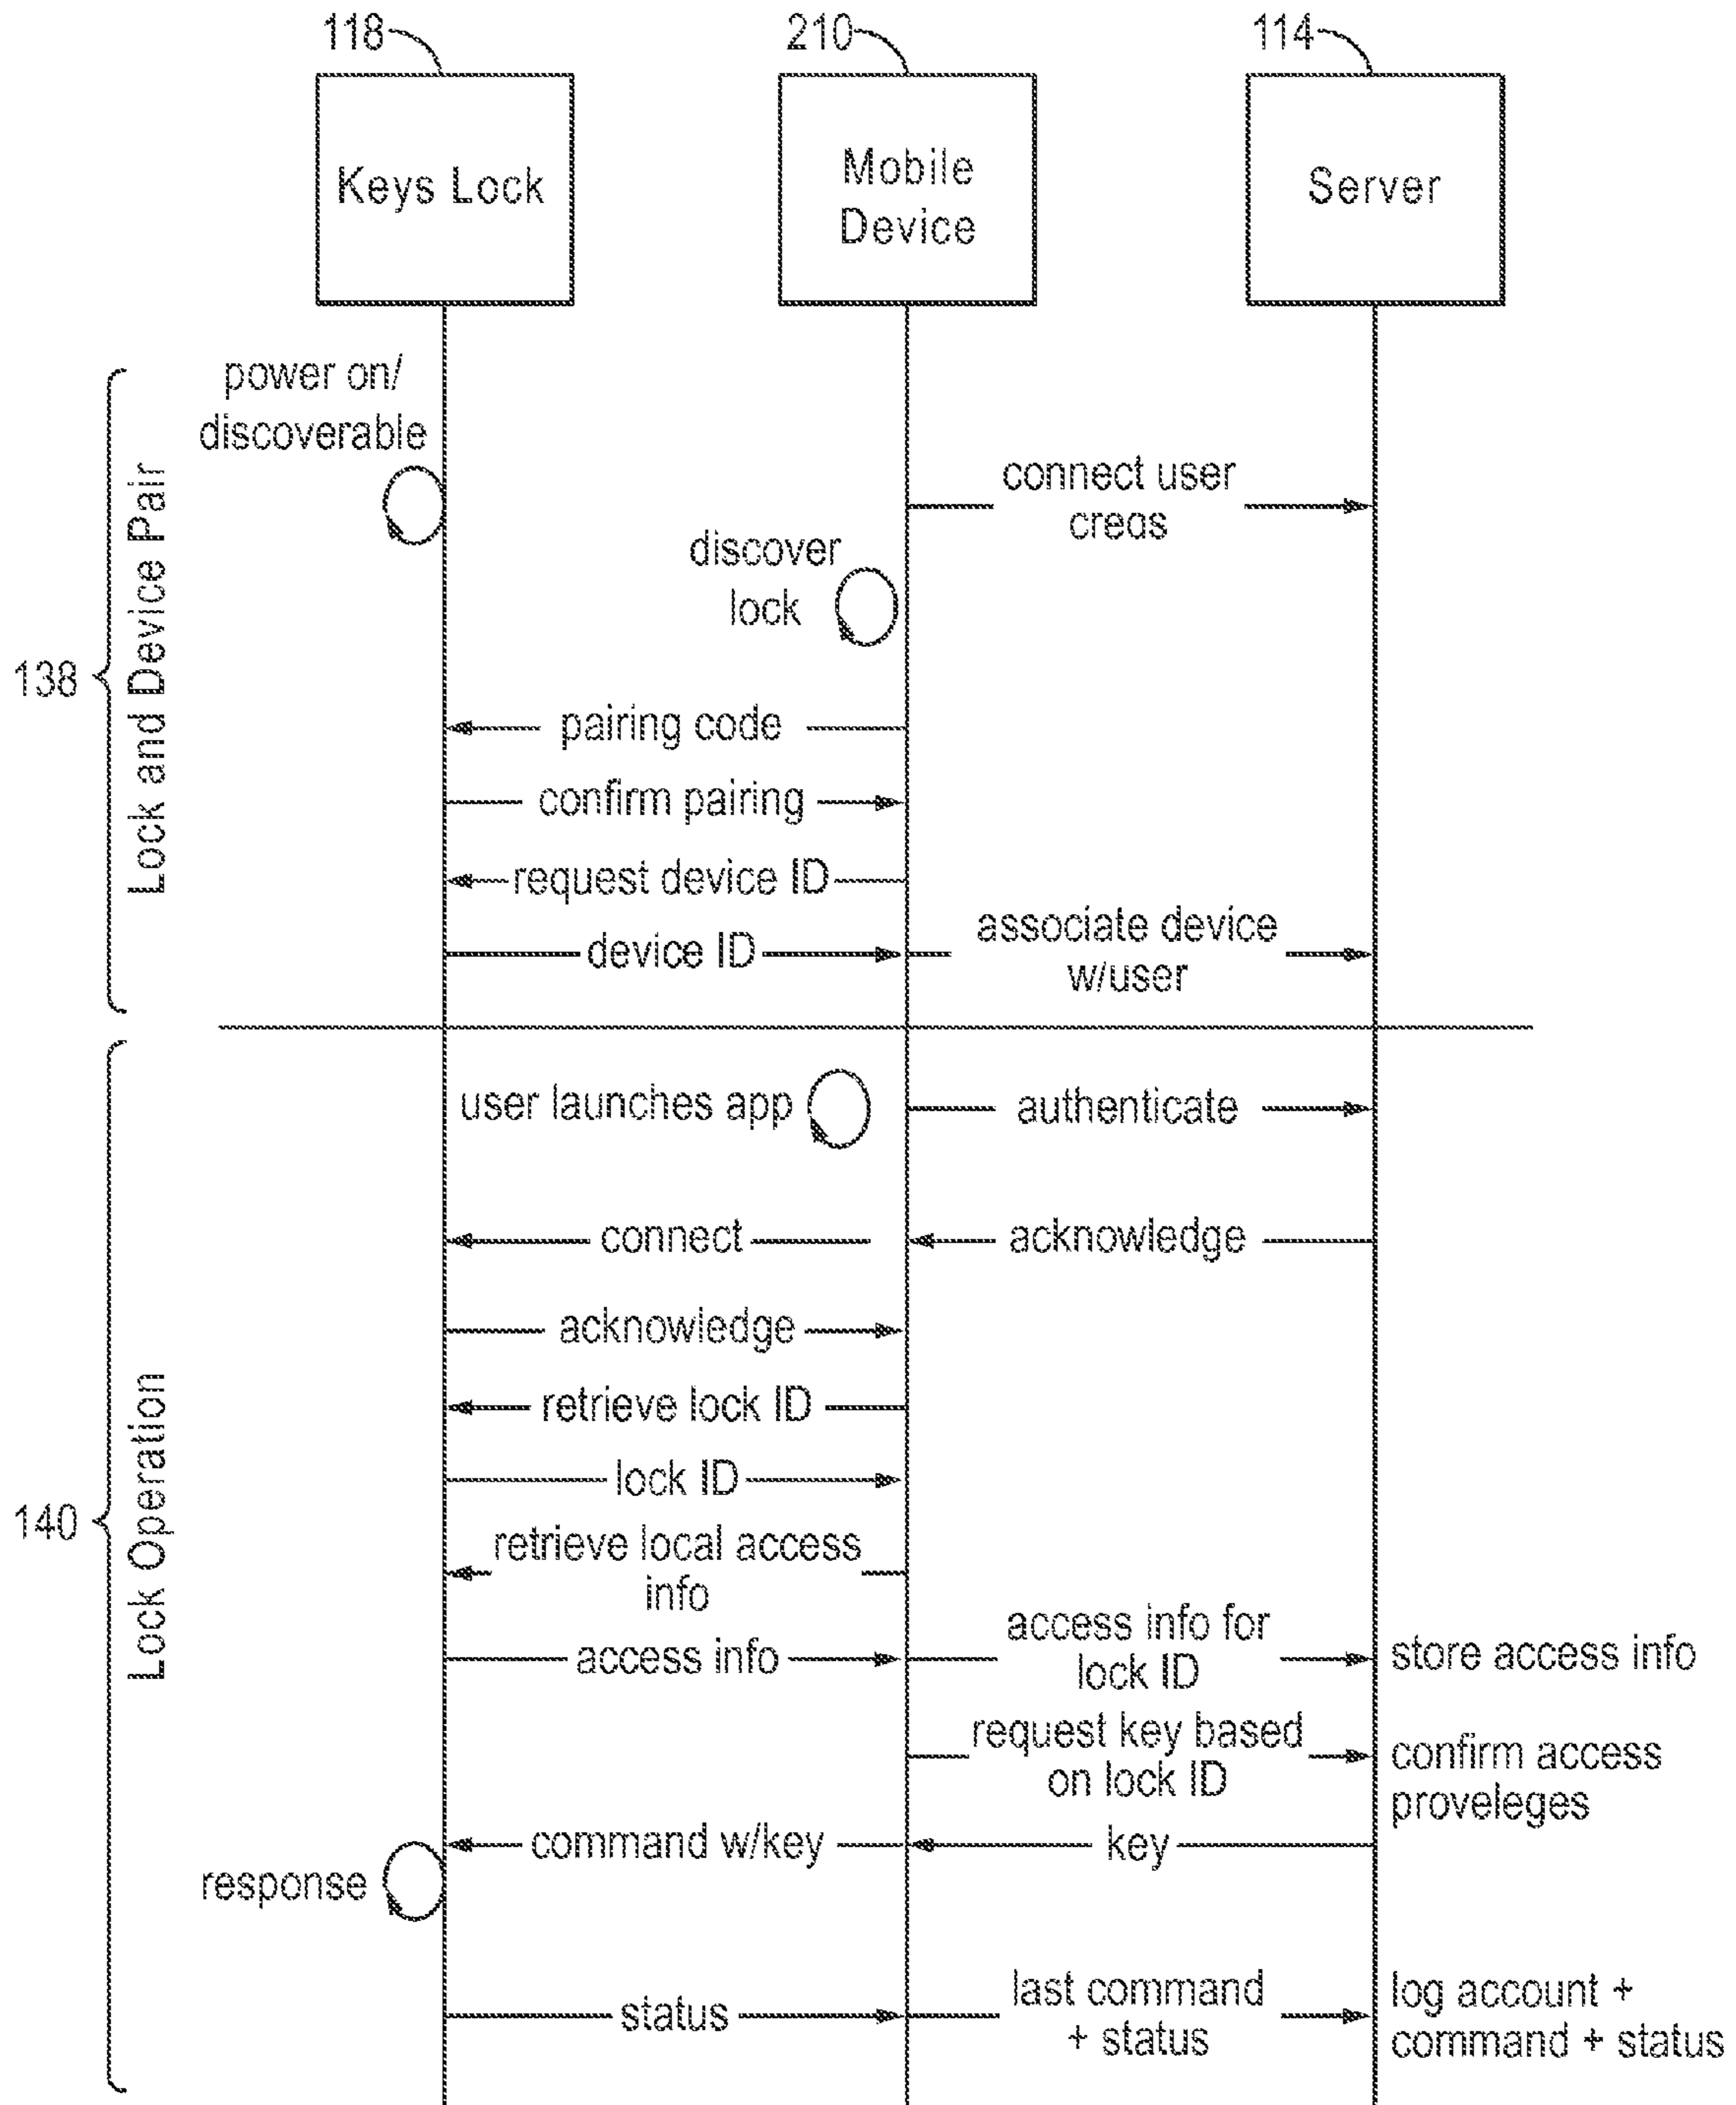 118
210
114
Keys Lock
Mobile
Device
Server
138
Lock and Device Pair
power on/
discoverable
connect user
creds
discover
lock
pairing code
confirm pairing
request device ID
device ID
associate device
w/user
140
Lock Operation
user launches app
authenticate
connect
acknowledge
acknowledge
retrieve lock ID
lock ID
retrieve local access
info
access info
access info for
lock ID
store access info
request key based
on lock ID
confirm access
proveleges
command w/key
key
response
status
last command
+ status
log account +
command + status